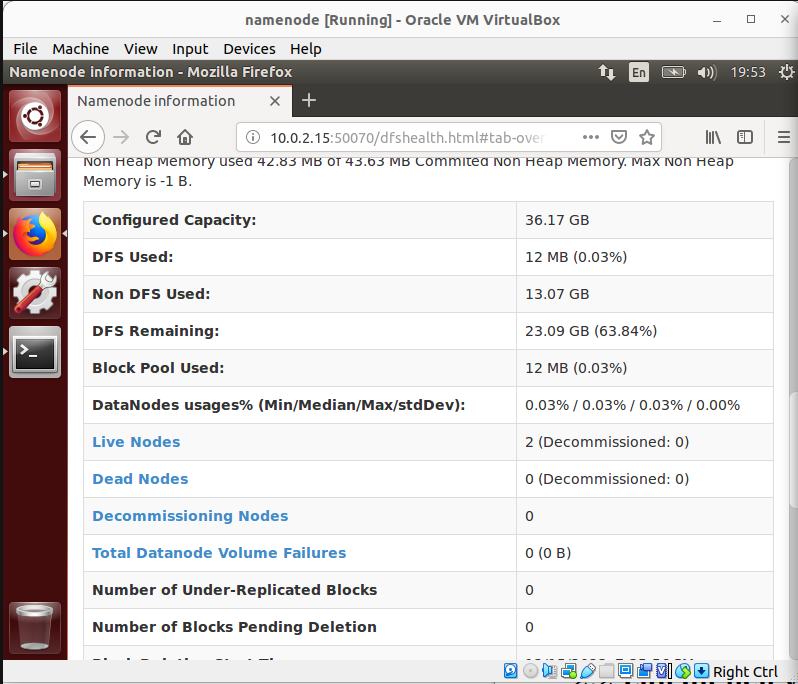 namenode [Running] - Oracle VM VirtualBox
File Machine View Input Devices Help
Namenode information - Mozilla Firefox
En
19:53
Namenode information
10.0.2.15:50070/dfshealth.html#tab-over
Non Heap Memory used 42.83 MB of 43.63 MB Commited Non Heap Memory. Max Non Heap
Memory is -1 B.
Configured Capacity: 36.17 GB
DFS Used: 12 MB (0.03%)
Non DFS Used: 13.07 GB
DFS Remaining: 23.09 GB (63.84%)
Block Pool Used: 12 MB (0.03%)
DataNodes usages% (Min/Median/Max/stdDev): 0.03% / 0.03% / 0.03% / 0.00%
Live Nodes 2 (Decommissioned: 0)
Dead Nodes 0 (Decommissioned: 0)
Decommissioning Nodes 0
Total Datanode Volume Failures 0 (0 B)
Number of Under-Replicated Blocks 0
Number of Blocks Pending Deletion 0
Right Ctrl